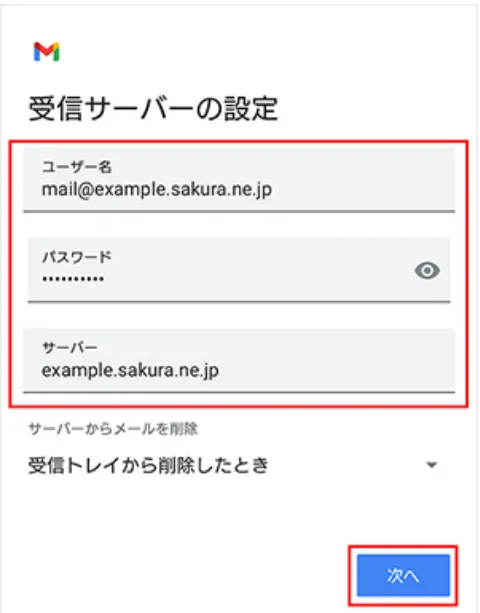 受信サーバーの設定
ユーザー名
mail@example.sakura.ne.jp
パスワード
••••••••••
サーバー
example.sakura.ne.jp
サーバーからメールを削除
受信トレイから削除したとき
次へ